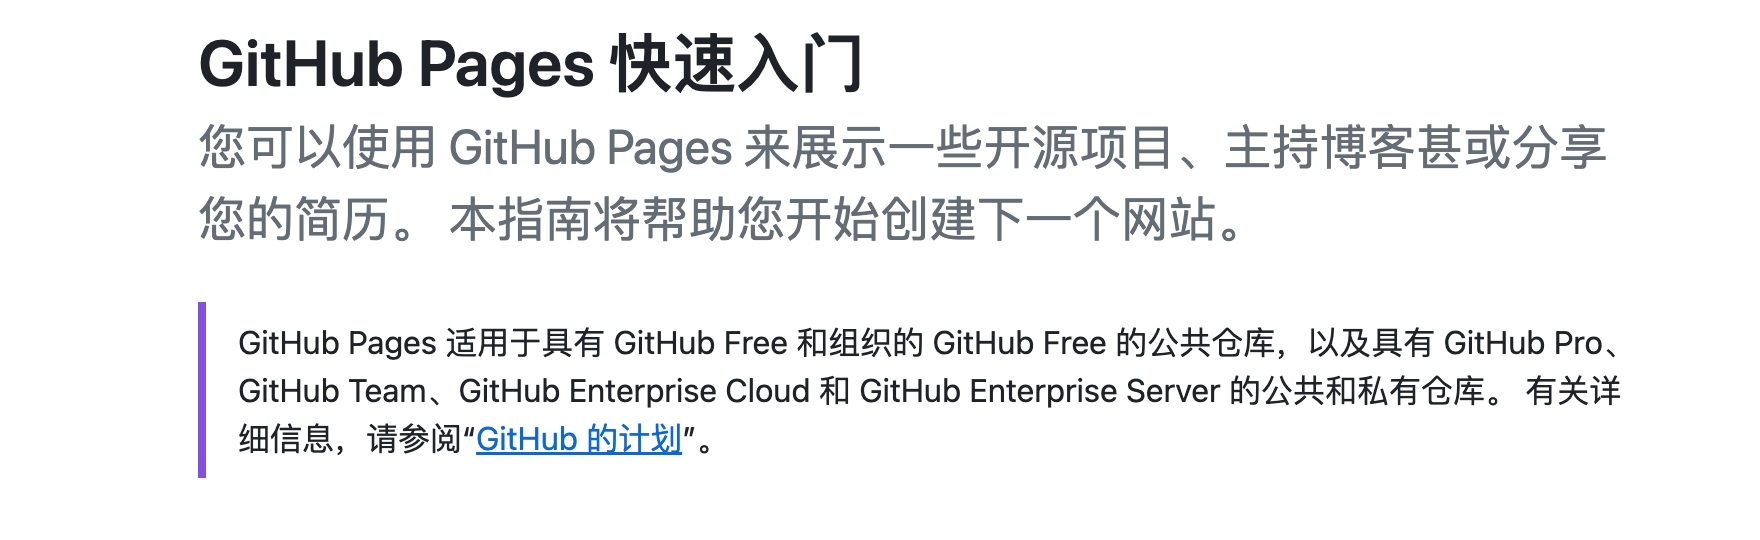 GitHub Pages 快速入门
您可以使用 GitHub Pages 来展示一些开源项目、主持博客甚或分享
您的简历。 本指南将帮助您开始创建下一个网站。
GitHub Pages 适用于具有 GitHub Free 和组织的 GitHub Free 的公共仓库，以及具有 GitHub Pro、
GitHub Team、GitHub Enterprise Cloud 和 GitHub Enterprise Server 的公共和私有仓库。 有关详
细信息，请参阅“GitHub 的计划”。